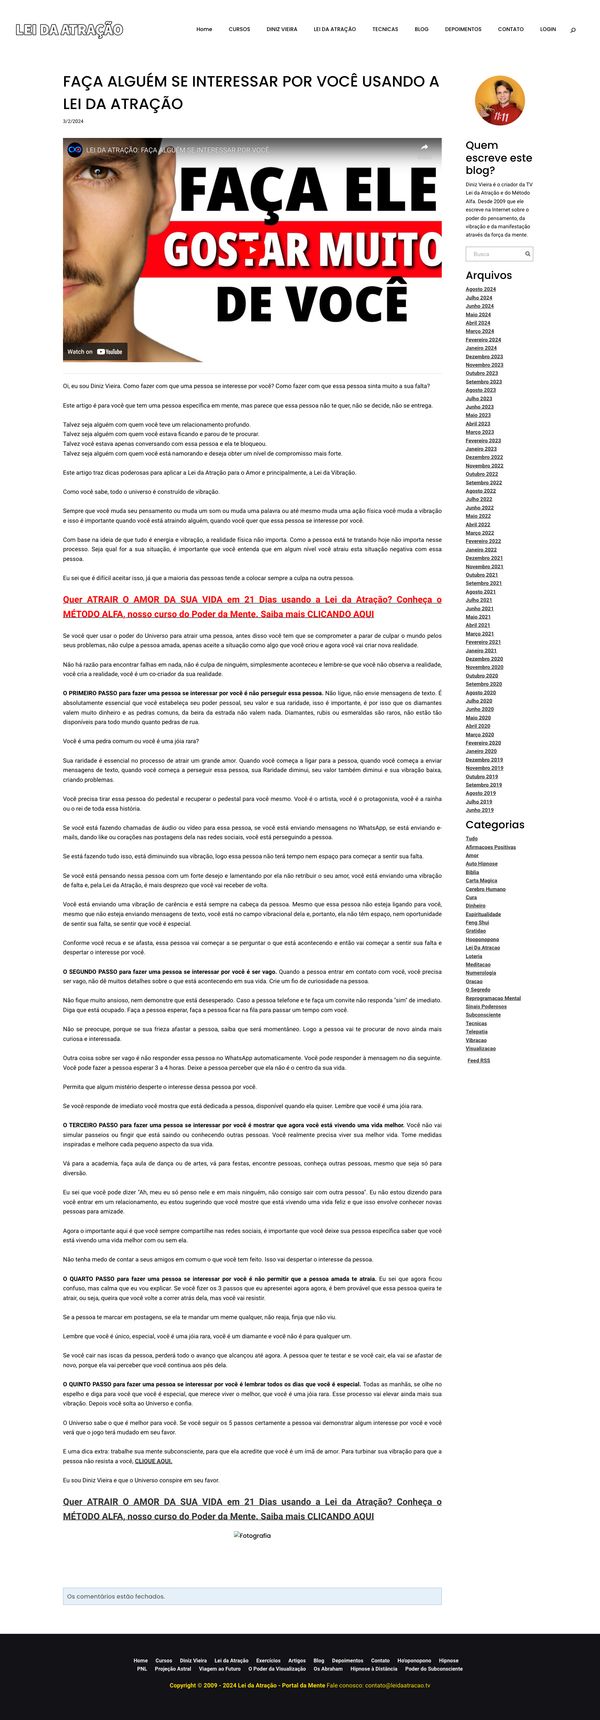 LEI DA ATRAÇÃO
Home CURSOS DINIZ VIEIRA LEI DA ATRAÇÃO TECNICAS BLOG DEPOIMENTOS CONTATO LOGIN
FAÇA ALGUÉM SE INTERESSAR POR VOCÊ USANDO A
LEI DA ATRAÇÃO
3/2/2024
LEI DA ATRAÇÃO: FAÇA ALGUÉM SE INTERESSAR POR VOCÊ
FAÇA ELE
GOSTAR MUITO
DE VOCÊ
Watch on YouTube
Oi, eu sou Diniz Vieira. Como fazer com que uma pessoa se interesse por você? Como fazer com que essa pessoa sinta muito a sua falta?
Este artigo é para você que tem uma pessoa específica em mente, mas parece que essa pessoa não te quer, não se decide, não se entrega.
Talvez seja alguém com quem você teve um relacionamento profundo.
Talvez seja alguém com quem você estava ficando e parou de te procurar.
Talvez você estava apenas conversando com essa pessoa e ela te bloqueou.
Talvez seja alguém com quem você está namorando e deseja obter um nível de compromisso mais forte.
Este artigo traz dicas poderosas para aplicar a Lei da Atração para o Amor e principalmente, a Lei da Vibração.
Como você sabe, todo o universo é construído de vibração.
Sempre que você muda seu pensamento ou muda um som ou muda uma palavra ou até mesmo muda uma ação física você muda a vibração
e isso é importante quando você está atraindo alguém, quando você quer que essa pessoa se interesse por você.
Com base na ideia de que tudo é energia e vibração, a realidade física não importa. Como a pessoa está te tratando hoje não importa nesse
processo. Seja qual for a sua situação, é importante que você entenda que em algum nível você atraiu esta situação negativa com essa
pessoa.
Eu sei que é difícil aceitar isso, já que a maioria das pessoas tende a colocar sempre a culpa na outra pessoa.
Quer ATRAIR O AMOR DA SUA VIDA em 21 Dias usando a Lei da Atração? Conheça o
MÉTODO ALFA, nosso curso do Poder da Mente. Saiba mais CLICANDO AQUI
Se você quer usar o poder do Universo para atrair uma pessoa, antes disso você tem que se comprometer a parar de culpar o mundo pelos
seus problemas, não culpe a pessoa amada, apenas aceite a situação como algo que você criou e agora você vai criar nova realidade.
Não há razão para encontrar falhas em nada, não é culpa de ninguém, simplesmente aconteceu e lembre-se que você não observa a realidade,
você cria a realidade, você é um co-criador da sua realidade.
O PRIMEIRO PASSO para fazer uma pessoa se interessar por você é não perseguir essa pessoa. Não ligue, não envie mensagens de texto. É
absolutamente essencial que você estabeleça seu poder pessoal, seu valor e sua raridade, isso é importante, é por isso que os diamantes
valem muito dinheiro e as pedras comuns, da beira da estrada não valem nada. Diamantes, rubis ou esmeraldas são raros, não estão tão
disponíveis para todo mundo quanto pedras de rua.
Você é uma pedra comum ou você é uma jóia rara?
Sua raridade é essencial no processo de atrair um grande amor. Quando você começa a ligar para a pessoa, quando você começa a enviar
mensagens de texto, quando você começa a perseguir essa pessoa, sua Raridade diminui, seu valor também diminui e sua vibração baixa,
criando problemas.
Você precisa tirar essa pessoa do pedestal e recuperar o pedestal para você mesmo. Você é o artista, você é o protagonista, você é a rainha
ou o rei de toda essa história.
Se você está fazendo chamadas de áudio ou vídeo para essa pessoa, se você está enviando mensagens no WhatsApp, se você está enviando e-
mails, dando like ou corações nas postagens dela nas redes sociais, você está perseguindo a pessoa.
Se está fazendo tudo isso, está diminuindo sua vibração, logo essa pessoa não terá tempo nem espaço para começar a sentir sua falta.
Se você está pensando nessa pessoa com um forte desejo e lamentando por ela não retribuir o seu amor, você está enviando uma vibração
de falta e, pela Lei da Atração, é mais desprezo que você vai receber de volta.
Você está enviando uma vibração de carência e está sempre na cabeça da pessoa. Mesmo que essa pessoa não esteja ligando para você,
mesmo que não esteja enviando mensagens de texto, você está no campo vibracional dela e, portanto, ela não têm espaço, nem oportunidade
de sentir sua falta, se sentir que você é especial.
Conforme você recua e se afasta, essa pessoa vai começar a se perguntar o que está acontecendo e então vai começar a sentir sua falta e
despertar o interesse por você.
O SEGUNDO PASSO para fazer uma pessoa se interessar por você é ser vago. Quando a pessoa entrar em contato com você, você precisa
ser vago, não dê muitos detalhes sobre o que está acontecendo em sua vida. Crie um fio de curiosidade na pessoa.
Não fique muito ansioso, nem demonstre que está desesperado. Caso a pessoa telefone e te faça um convite não responda "sim" de imediato.
Diga que está ocupado. Faça a pessoa esperar, faça a pessoa ficar na fila para passar um tempo com você.
Não se preocupe, porque se sua frieza afastar a pessoa, saiba que será momentâneo. Logo a pessoa vai te procurar de novo ainda mais
curiosa e interessada.
Outra coisa sobre ser vago é não responder essa pessoa no WhatsApp automaticamente. Você pode responder à mensagem no dia seguinte.
Você pode fazer a pessoa esperar 3 a 4 horas. Deixe a pessoa perceber que ela não é o centro da sua vida.
Permita que algum mistério desperte o interesse dessa pessoa por você.
Se você responde de imediato você mostra que está dedicada a pessoa, disponível quando ela quiser. Lembre que você é uma jóia rara.
O TERCEIRO PASSO para fazer uma pessoa se interessar por você é mostrar que agora você está vivendo uma vida melhor. Você não vai
simular passeios ou fingir que está saindo ou conhecendo outras pessoas. Você realmente precisa viver sua melhor vida. Tome medidas
inspiradas e melhore cada pequeno aspecto da sua vida.
Vá para a academia, faça aula de dança ou de artes, vá para festas, encontre pessoas, conheça outras pessoas, mesmo que seja só para
diversão.
Eu sei que você pode dizer "Ah, meu eu só penso nele e em mais ninguém, não consigo sair com outra pessoa". Eu não estou dizendo para
você entrar em um relacionamento, eu estou sugerindo que você mostre que está vivendo uma vida feliz e que isso envolve conhecer novas
pessoas para amizade.
Agora o importante aqui é que você sempre compartilhe nas redes sociais, é importante que você deixe sua pessoa específica saber que você
está vivendo uma vida melhor com ou sem ela.
Não tenha medo de contar a seus amigos em comum o que você tem feito. Isso vai despertar o interesse da pessoa.
O QUARTO PASSO para fazer uma pessoa se interessar por você é não permitir que a pessoa amada te atraia. Eu sei que agora ficou
confuso, mas calma que eu vou explicar. Se você fizer os 3 passos que eu apresentei agora agora, é bem provável que essa pessoa queira te
atrair, ou seja, queira que você volte a correr atrás dela, mas você vai resistir.
Se a pessoa te marcar em postagens, se ela te mandar um meme qualquer, não reaja, finja que não viu.
Lembre que você é único, especial, você é uma jóia rara, você é um diamante e você não é para qualquer um.
Se você cair nas iscas da pessoa, perderá todo o avanço que alcançou até agora. A pessoa quer te testar e se você cair, ela vai se afastar de
novo, porque ela vai perceber que você continua aos pés dela.
O QUINTO PASSO para fazer uma pessoa se interessar por você é lembrar todos os dias que você é especial. Todas as manhãs, se olhe no
espelho e diga para você que você é especial, que merece viver o melhor, que você é uma jóia rara. Esse processo vai elevar ainda mais sua
vibração. Depois você solta ao Universo e confia.
O Universo sabe o que é melhor para você. Se você seguir os 5 passos certamente a pessoa vai demonstrar algum interesse por você e você
verá que o jogo terá mudado em seu favor.
E uma dica extra: trabalhe sua mente subconsciente, para que ela acredite que você é um imã de amor. Para turbinar sua vibração para que a
pessoa não resista a você, CLIQUE AQUI.
Eu sou Diniz Vieira e que o Universo conspire em seu favor.
Quer ATRAIR O AMOR DA SUA VIDA em 21 Dias usando a Lei da Atração? Conheça o
MÉTODO ALFA, nosso curso do Poder da Mente. Saiba mais CLICANDO AQUI
Fotografia
Os comentários estão fechados.
11:11
Quem
escreve este
blog?
Diniz Vieira é o criador da TV
Lei da Atração e do Método
Alfa. Desde 2009 que ele
escreve na Internet sobre o
poder do pensamento, da
vibração e da manifestação
através da força da mente.
Busca
Arquivos
Agosto 2024
Julho 2024
Junho 2024
Maio 2024
Abril 2024
Março 2024
Fevereiro 2024
Janeiro 2024
Dezembro 2023
Novembro 2023
Outubro 2023
Setembro 2023
Agosto 2023
Julho 2023
Junho 2023
Maio 2023
Abril 2023
Março 2023
Fevereiro 2023
Janeiro 2023
Dezembro 2022
Novembro 2022
Outubro 2022
Setembro 2022
Agosto 2022
Julho 2022
Junho 2022
Maio 2022
Abril 2022
Março 2022
Fevereiro 2022
Janeiro 2022
Dezembro 2021
Novembro 2021
Outubro 2021
Setembro 2021
Agosto 2021
Julho 2021
Junho 2021
Maio 2021
Abril 2021
Março 2021
Fevereiro 2021
Janeiro 2021
Dezembro 2020
Novembro 2020
Outubro 2020
Setembro 2020
Agosto 2020
Julho 2020
Junho 2020
Maio 2020
Abril 2020
Março 2020
Fevereiro 2020
Janeiro 2020
Dezembro 2019
Novembro 2019
Outubro 2019
Setembro 2019
Agosto 2019
Julho 2019
Junho 2019
Categorias
Tudo
Afirmacoes Positivas
Amor
Auto Hipnose
Bíblia
Carta Magica
Cerebro Humano
Cura
Dinheiro
Espiritualidade
Feng Shui
Gratidao
Hooponopono
Lei Da Atracao
Loteria
Meditacao
Numerologia
Oracao
O Segredo
Reprogramacao Mental
Sinais Poderosos
Subconsciente
Tecnicas
Telepatia
Vibracao
Visualizacao
Feed RSS
Home Cursos Diniz Vieira Lei da Atração Exercícios Artigos Blog Depoimentos Contato Ho'oponopono Hipnose
PNL Projeção Astral Viagem ao Futuro O Poder da Visualização Os Abraham Hipnose à Distância Poder do Subconsciente
Copyright © 2009 - 2024 Lei da Atração - Portal da Mente Fale conosco: contato@leidaatracao.tv